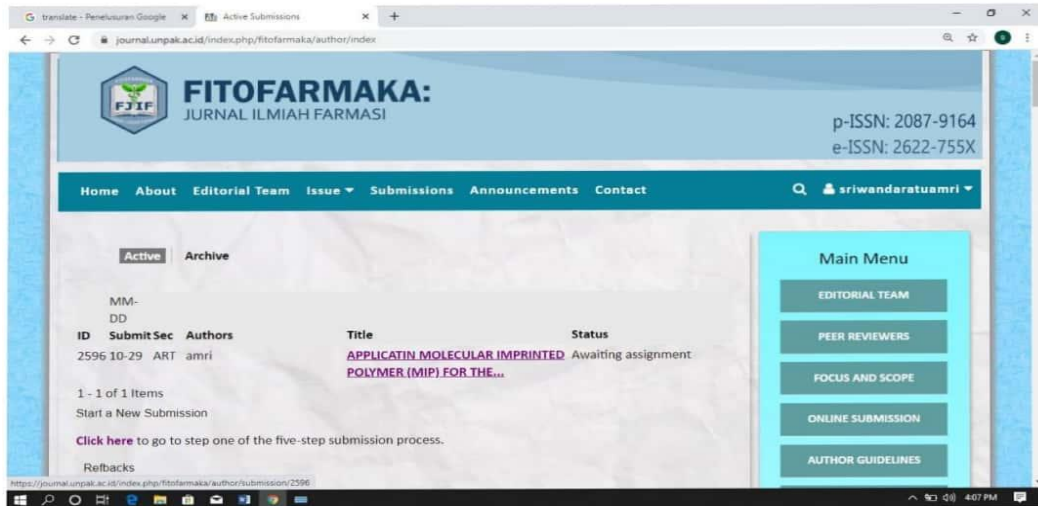 translate - Penelusuran Google
Active Submissions
journal.unpak.ac.id/index.php/fitofarmaka/author/index
FJIF
FITOFARMAKA:
JURNAL ILMIAH FARMASI
p-ISSN: 2087-9164
e-ISSN: 2622-755X
Home About Editorial Team Issue Submissions Announcements Contact
sriwandaratuamri
Active Archive
Main Menu
EDITORIAL TEAM
PEER REVIEWERS
FOCUS AND SCOPE
ONLINE SUBMISSION
AUTHOR GUIDELINES
MM-
DD
ID Submit Sec Authors Title Status
2596 10-29 ART amri APPLICATIN MOLECULAR IMPRINTED Awaiting assignment
POLYMER (MIP) FOR THE...
1 - 1 of 1 Items
Start a New Submission
Click here to go to step one of the five-step submission process.
Refbacks
https://journal.unpak.ac.id/index.php/fitofarmaka/author/submission/2596
4:07 PM